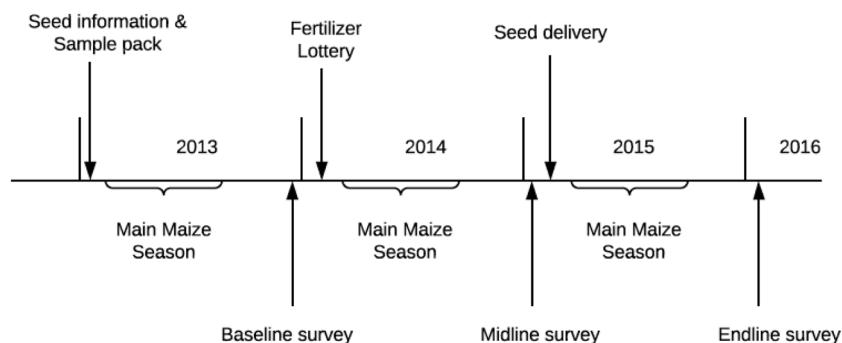 Seed information &
Sample pack
Fertilizer
Lottery
Seed delivery
2013
2014
2015
2016
Main Maize
Season
Main Maize
Season
Main Maize
Season
Baseline survey
Midline survey
Endline survey